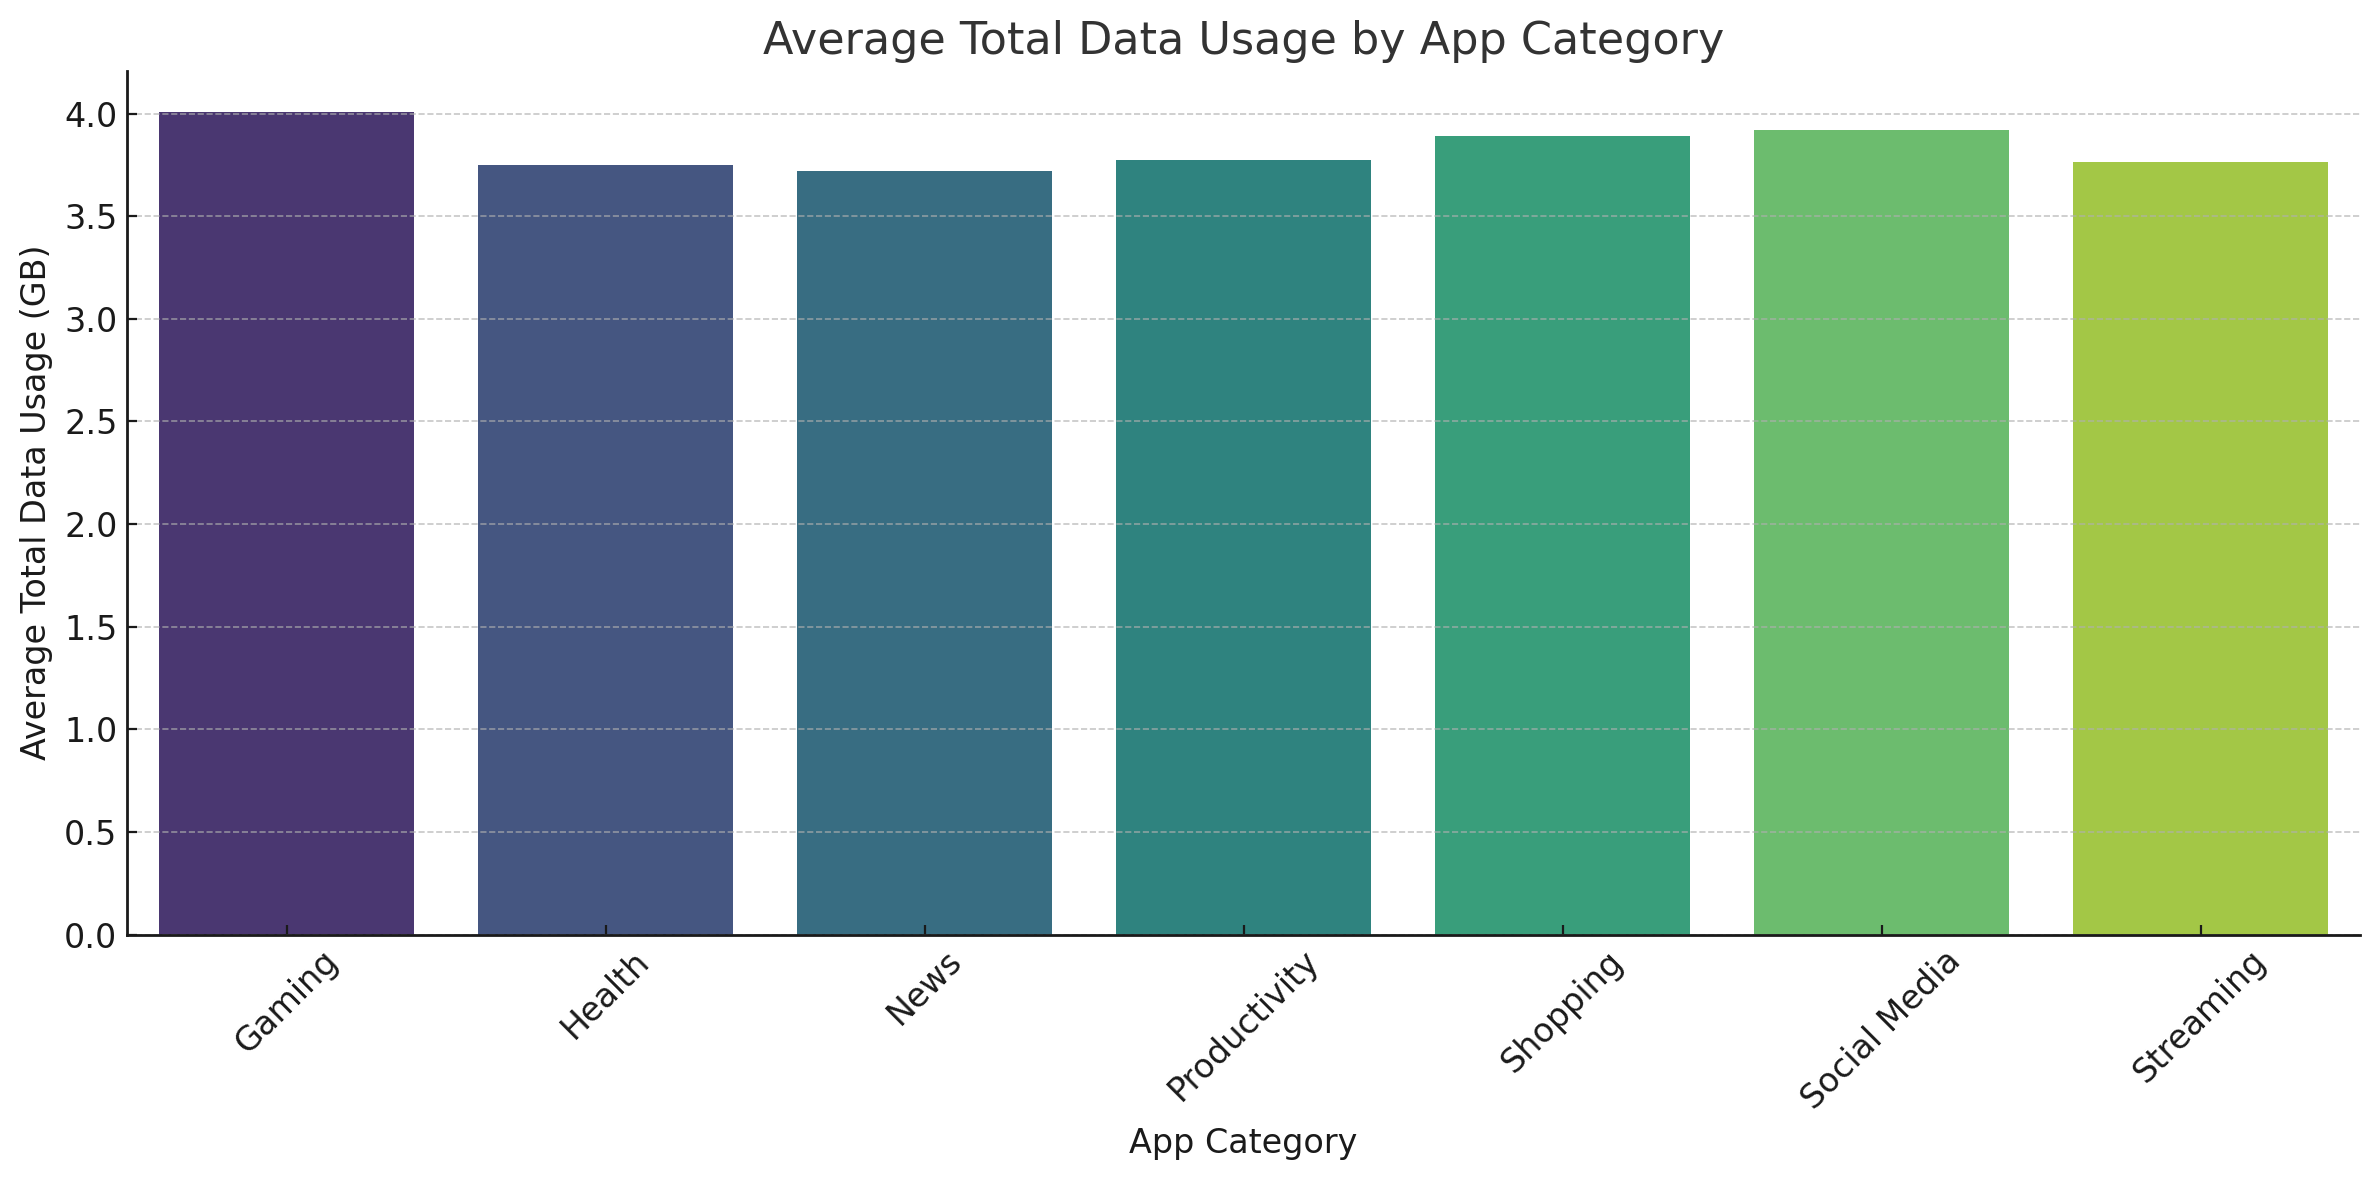 Average Total Data Usage by App Category
Average Total Data Usage (GB)
4.0
3.5
3.0
2.5
2.0
1.5
1.0
0.5
0.0
Gaming
Health
News
Productivity
Shopping
Social Media
Streaming
App Category